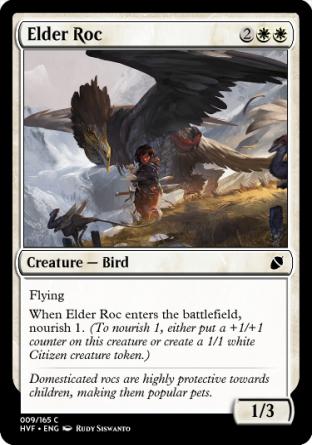 Elder Roc 2
Creature — Bird
Flying
When Elder Roc enters the battlefield,
nourish 1. (To nourish 1, either put a +1/+1
counter on this creature or create a 1/1 white
Citizen creature token.)
Domesticated rocs are highly protective towards
children, making them popular pets.
1/3
009/165 C
HVF • ENG Rudy Siswanto